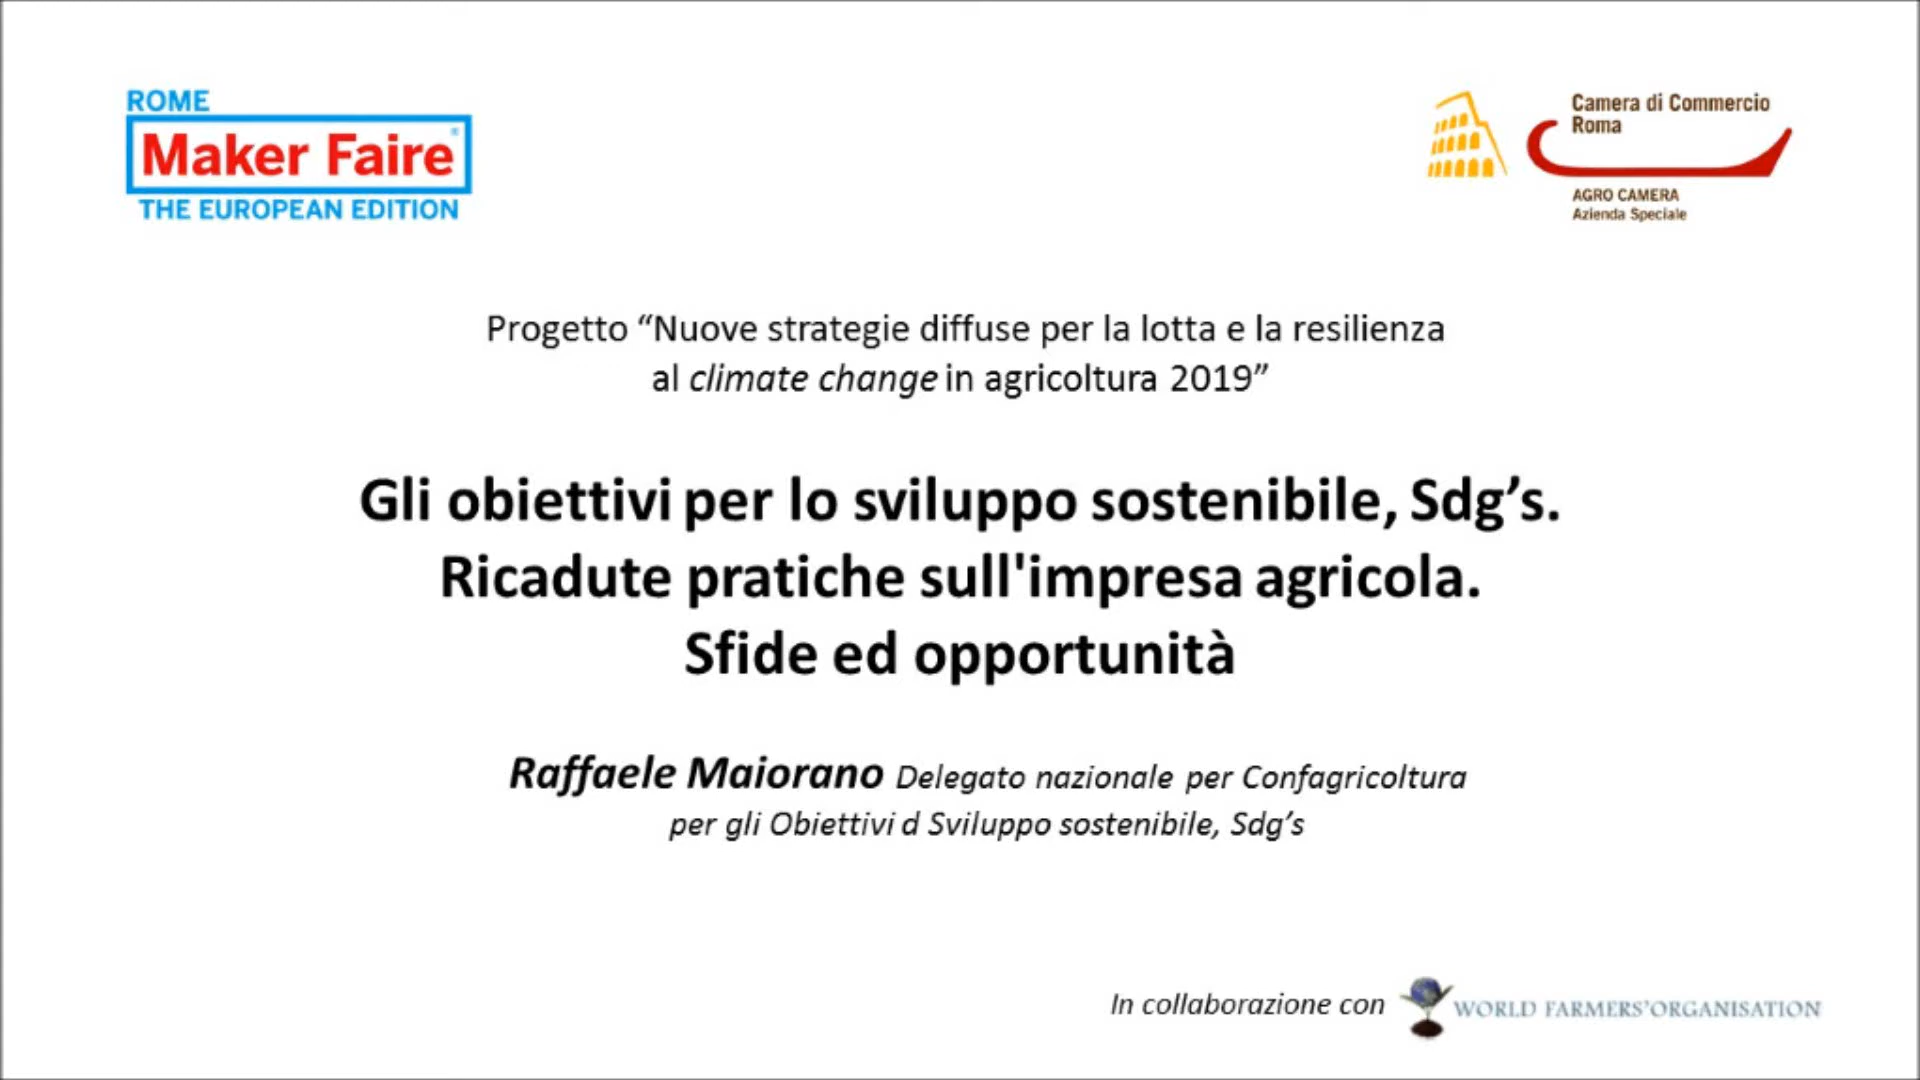 ROME
Maker Faire®
THE EUROPEAN EDITION
Camera di Commercio
Roma
AGRO CAMERA
Azienda Speciale
Progetto “Nuove strategie diffuse per la lotta e la resilienza
al climate change in agricoltura 2019”
Gli obiettivi per lo sviluppo sostenibile, Sdg’s.
Ricadute pratiche sull'impresa agricola.
Sfide ed opportunità
Raffaele Maiorano Delegato nazionale per Confagricoltura
per gli Obiettivi d Sviluppo sostenibile, Sdg’s
In collaborazione con WORLD FARMERS’ORGANISATION